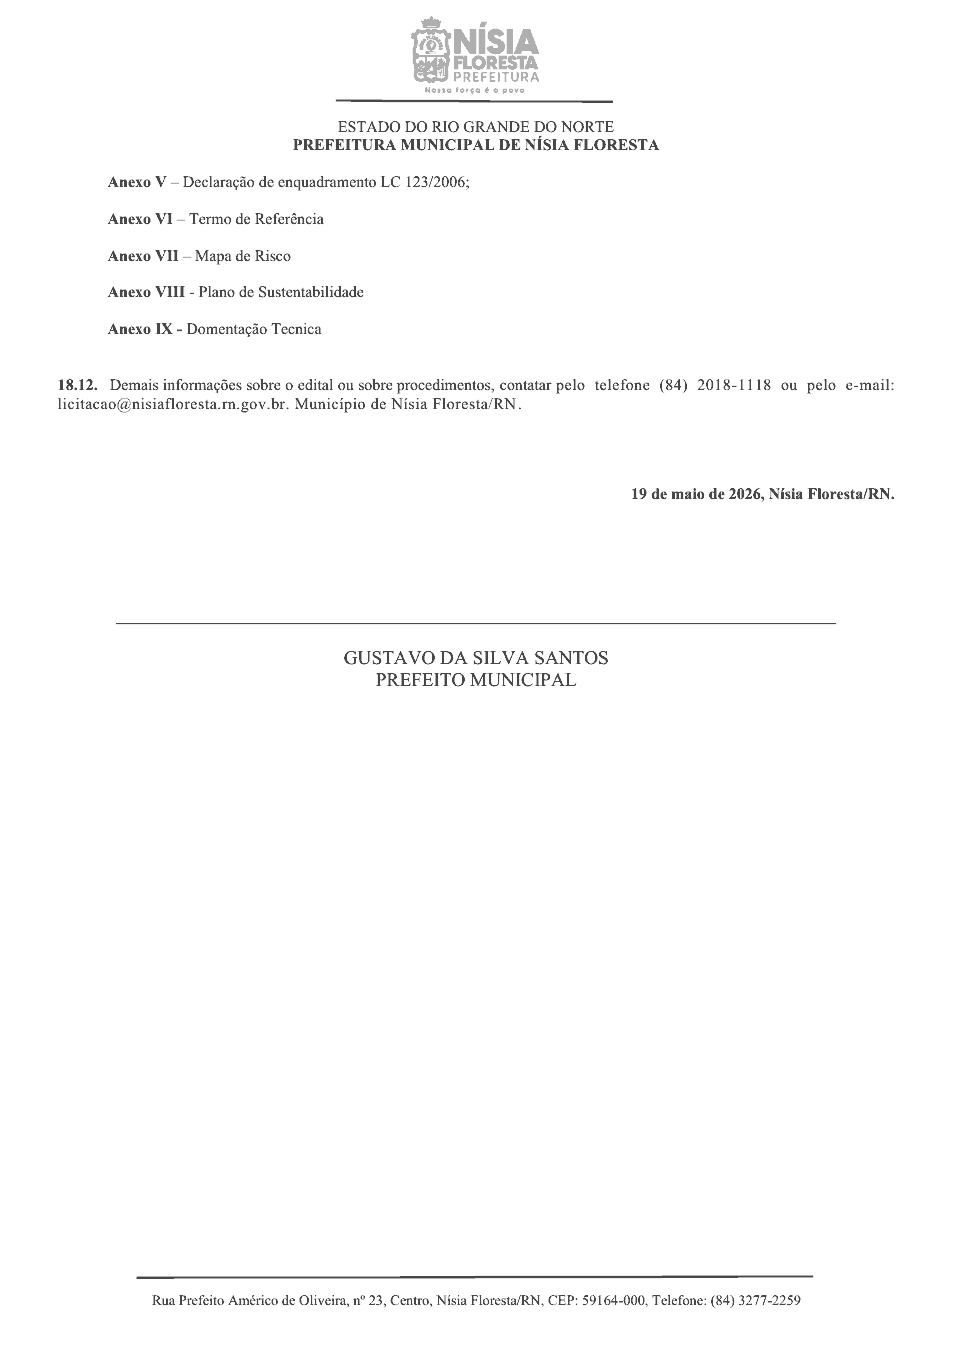 NÍSIA
FLORESTA
PREFEITURA
Nossa força é o povo
ESTADO DO RIO GRANDE DO NORTE
PREFEITURA MUNICIPAL DE NÍSIA FLORESTA
Anexo V – Declaração de enquadramento LC 123/2006;
Anexo VI – Termo de Referência
Anexo VII – Mapa de Risco
Anexo VIII - Plano de Sustentabilidade
Anexo IX - Domentação Tecnica
18.12. Demais informações sobre o edital ou sobre procedimentos, contatar pelo telefone (84) 2018-1118 ou pelo e-mail:
licitacao@nisiafloresta.rn.gov.br. Município de Nísia Floresta/RN.
19 de maio de 2026, Nísia Floresta/RN.
GUSTAVO DA SILVA SANTOS
PREFEITO MUNICIPAL
Rua Prefeito Américo de Oliveira, nº 23, Centro, Nísia Floresta/RN, CEP: 59164-000, Telefone: (84) 3277-2259